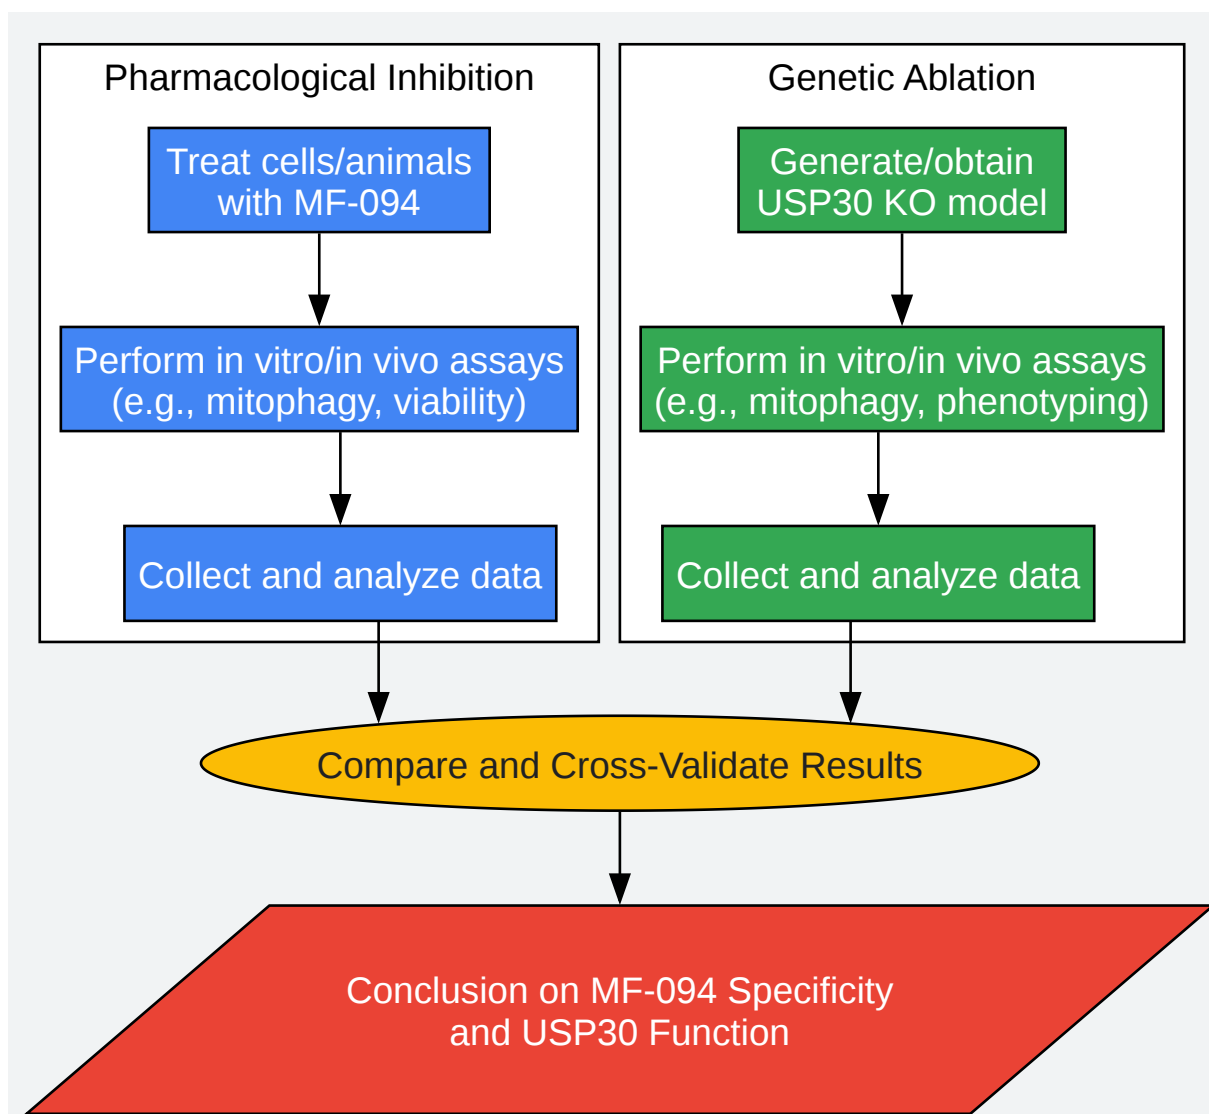 Pharmacological Inhibition
Treat cells/animals
with MF-094
Perform in vitro/in vivo assays
(e.g., mitophagy, viability)
Collect and analyze data
Genetic Ablation
Generate/obtain
USP30 KO model
Perform in vitro/in vivo assays
(e.g., mitophagy, phenotyping)
Collect and analyze data
Compare and Cross-Validate Results
Conclusion on MF-094 Specificity
and USP30 Function